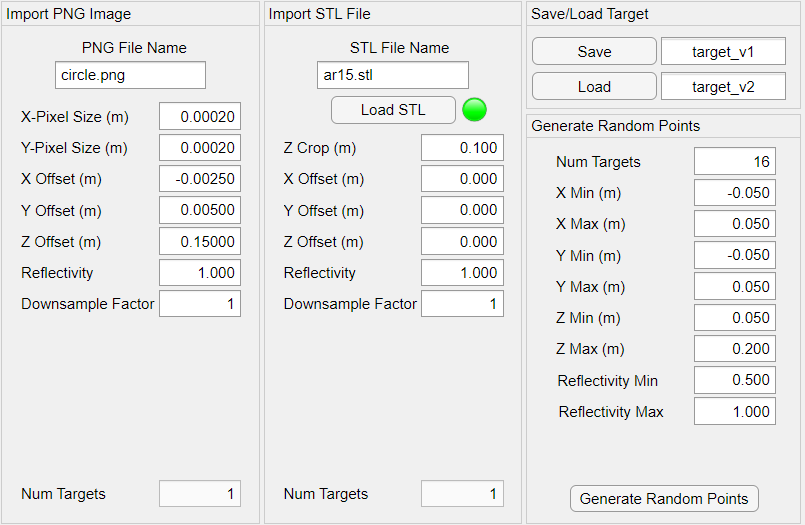 Import PNG Image
PNG File Name
circle.png
X-Pixel Size (m) 0.00020
Y-Pixel Size (m) 0.00020
X Offset (m) -0.00250
Y Offset (m) 0.00500
Z Offset (m) 0.15000
Reflectivity 1.000
Downsample Factor 1
Num Targets 1
Import STL File
STL File Name
ar15.stl
Load STL
Z Crop (m) 0.100
X Offset (m) 0.000
Y Offset (m) 0.000
Z Offset (m) 0.000
Reflectivity 1.000
Downsample Factor 1
Num Targets 1
Save/Load Target
Save target_v1
Load target_v2
Generate Random Points
Num Targets 16
X Min (m) -0.050
X Max (m) 0.050
Y Min (m) -0.050
Y Max (m) 0.050
Z Min (m) 0.050
Z Max (m) 0.200
Reflectivity Min 0.500
Reflectivity Max 1.000
Generate Random Points